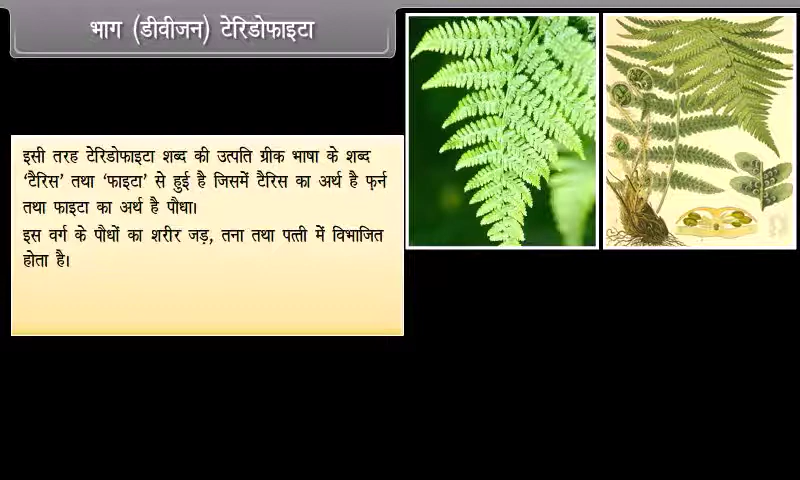 भाग (डीवीजन) टेरिडोफाइटा
इसी तरह टेरिडोफाइटा शब्द की उत्पति ग्रीक भाषा के शब्द
‘टैरिस’ तथा ‘फाइटा’ से हुई है जिसमें टैरिस का अर्थ है फ़र्न
तथा फाइटा का अर्थ है पौधा।
इस वर्ग के पौधों का शरीर जड़, तना तथा पत्ती में विभाजित
होता है।